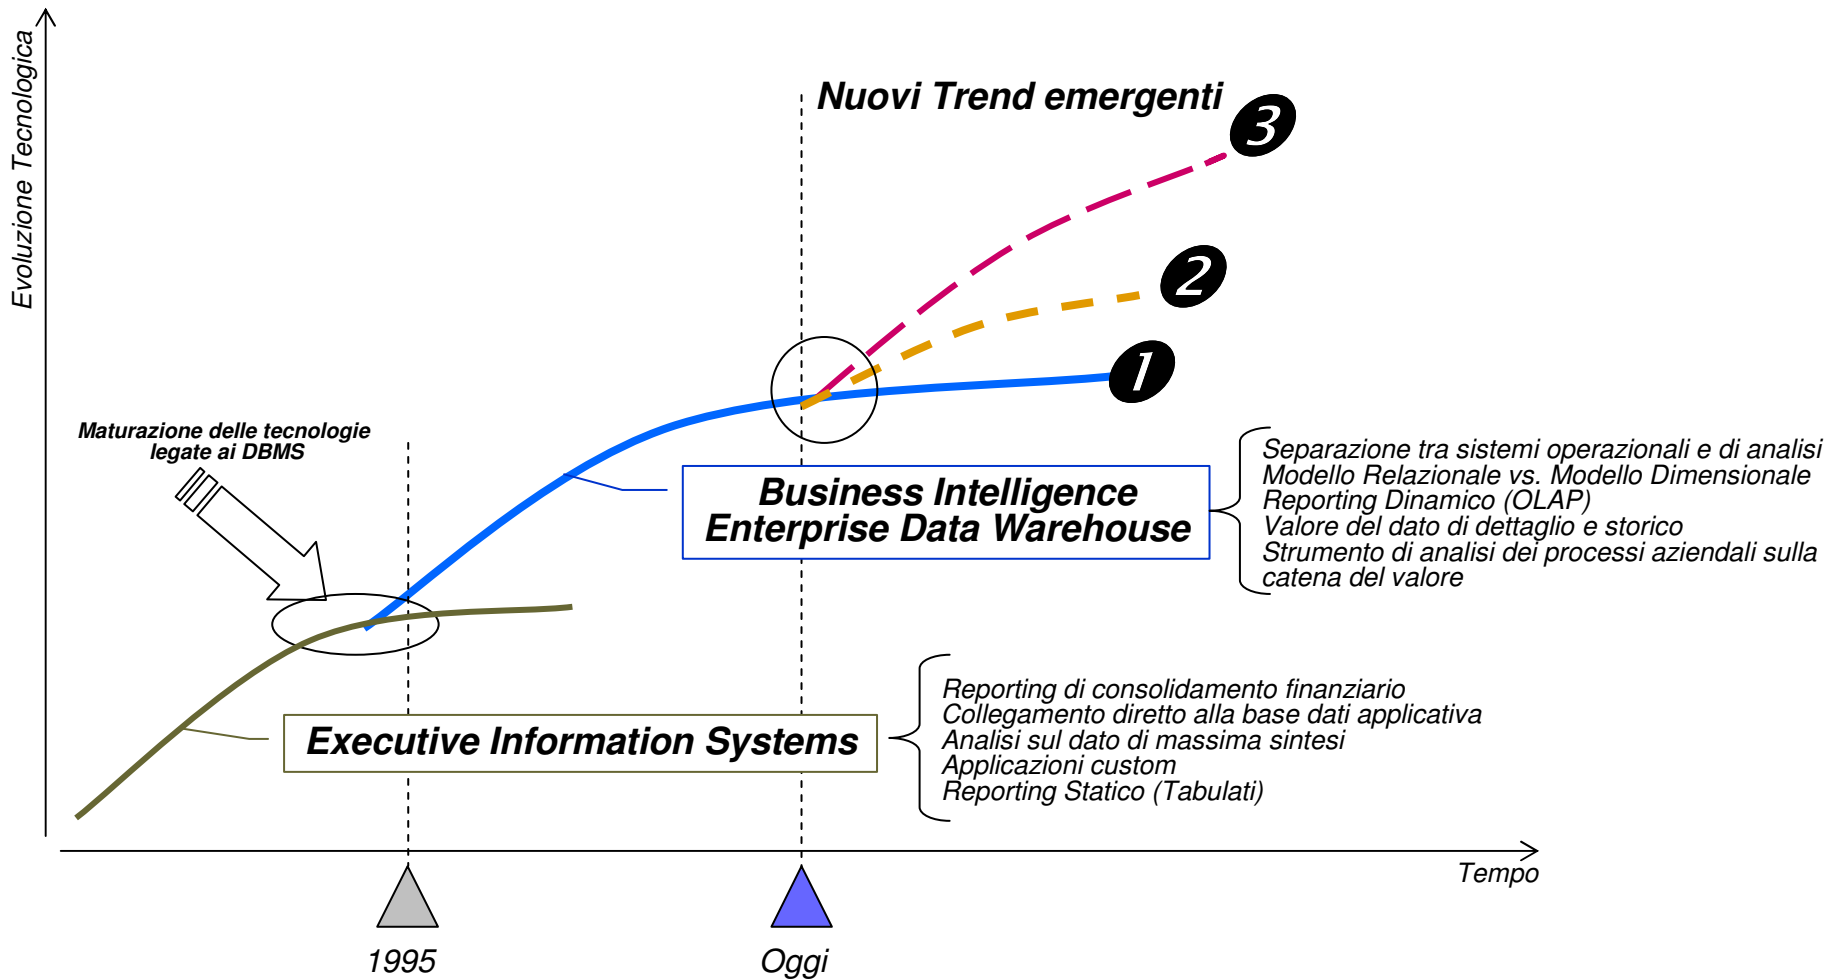 Evoluzione Tecnologica
Nuovi Trend emergenti
3
2
1
Maturazione delle tecnologie
legate ai DBMS
Business Intelligence
Enterprise Data Warehouse
Separazione tra sistemi operazionali e di analisi
Modello Relazionale vs. Modello Dimensionale
Reporting Dinamico (OLAP)
Valore del dato di dettaglio e storico
Strumento di analisi dei processi aziendali sulla
catena del valore
Executive Information Systems
Reporting di consolidamento finanziario
Collegamento diretto alla base dati applicativa
Analisi sul dato di massima sintesi
Applicazioni custom
Reporting Statico (Tabulati)
Tempo
1995
Oggi